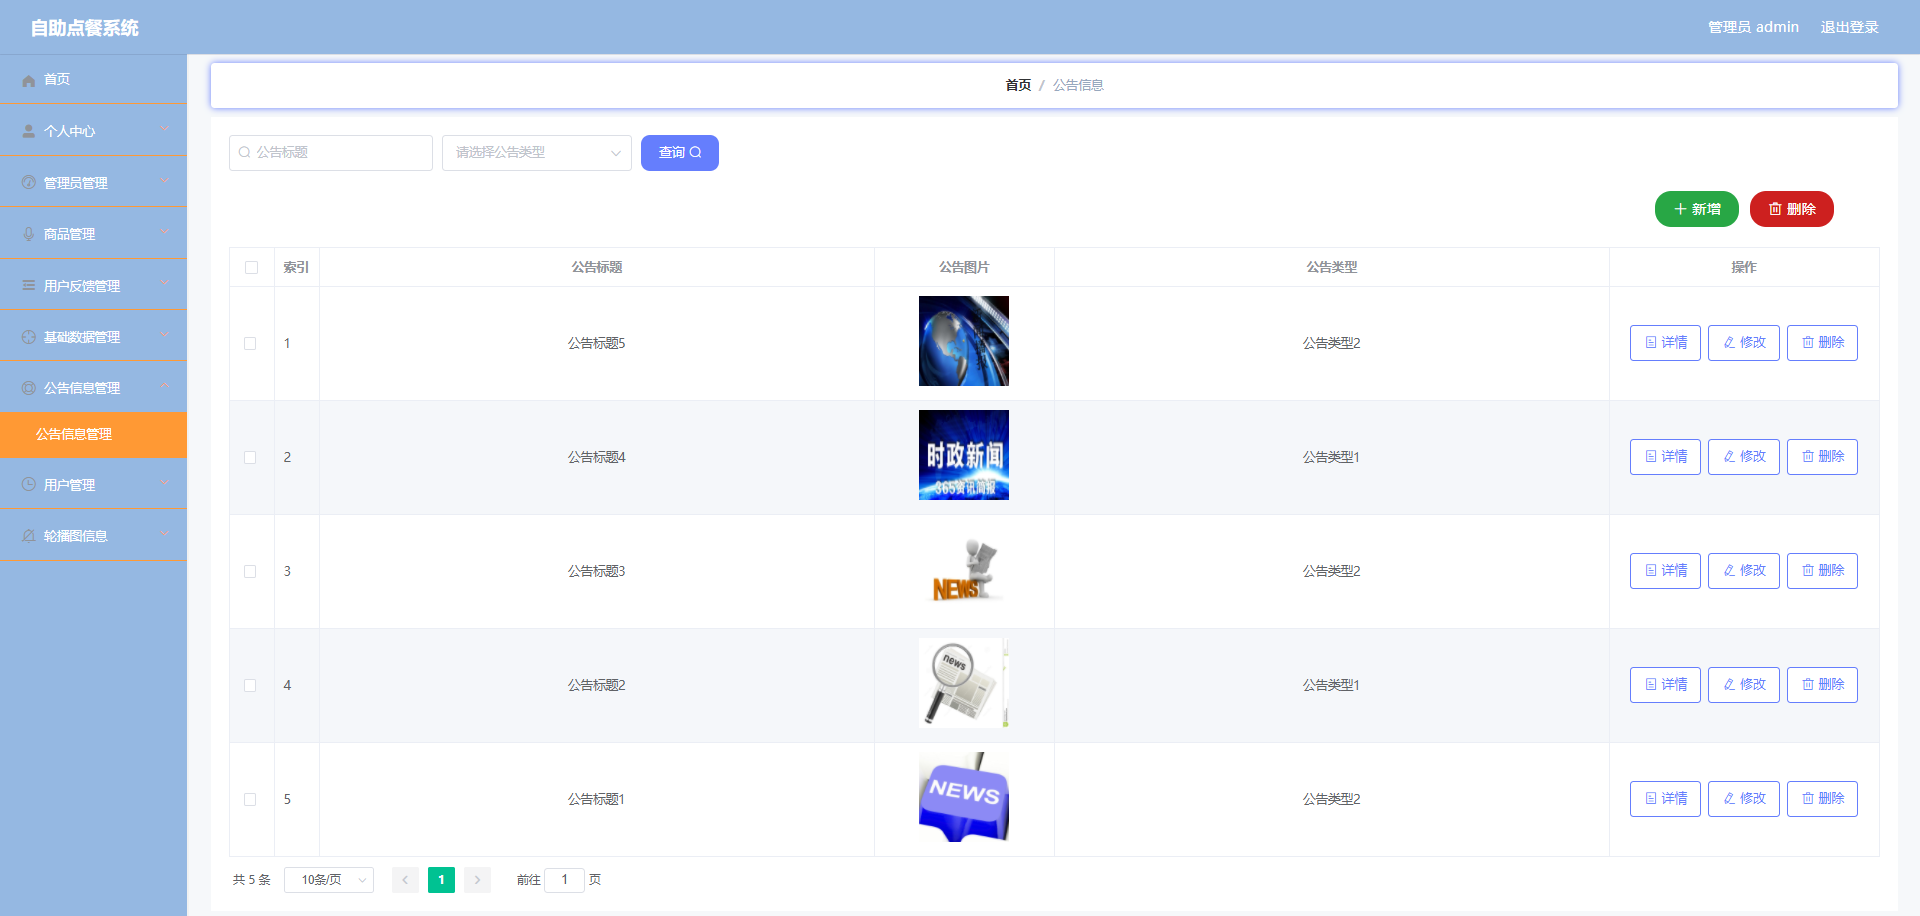 自助点餐系统
管理员 admin 退出登录
首页
个人中心
管理员管理
商品管理
用户反馈管理
基础数据管理
公告信息管理
公告信息管理
用户管理
轮播图信息
首页 / 公告信息
公告标题 请选择公告类型 查询
新增 删除
索引 公告标题 公告图片 公告类型 操作
1 公告标题5 公告类型2 详情 修改 删除
2 公告标题4 时政新闻 公告类型1 详情 修改 删除
365资讯简报
3 公告标题3 NEWS 公告类型2 详情 修改 删除
4 公告标题2 news 公告类型1 详情 修改 删除
5 公告标题1 NEWS 公告类型2 详情 修改 删除
共 5 条 10条/页 1 前往 1 页